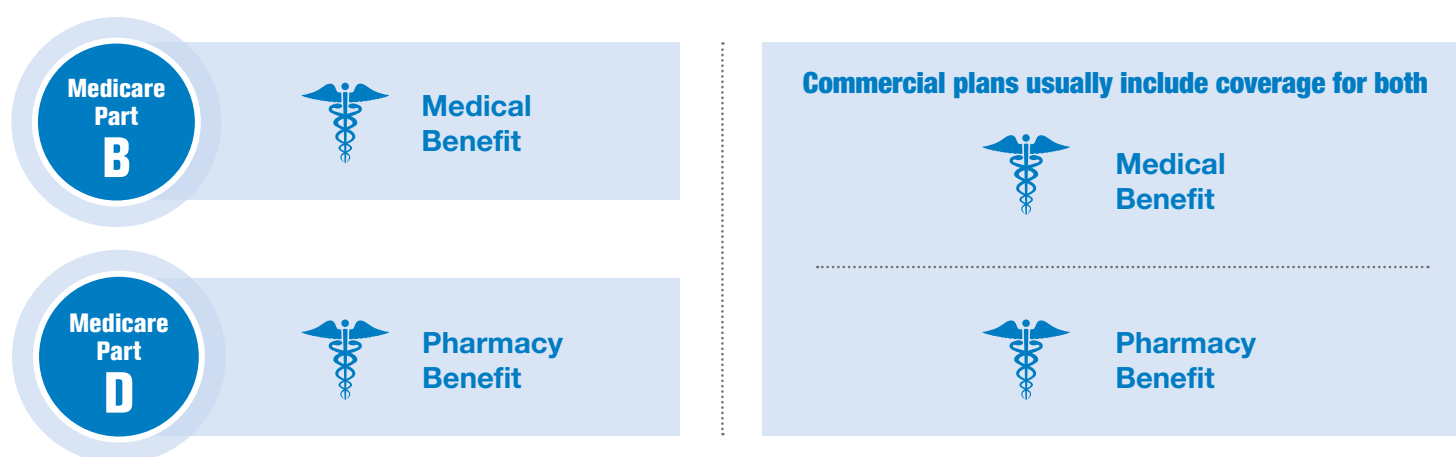 Medicare
Part
B
Medical
Benefit
Medicare
Part
D
Pharmacy
Benefit
Commercial plans usually include coverage for both
Medical
Benefit
Pharmacy
Benefit